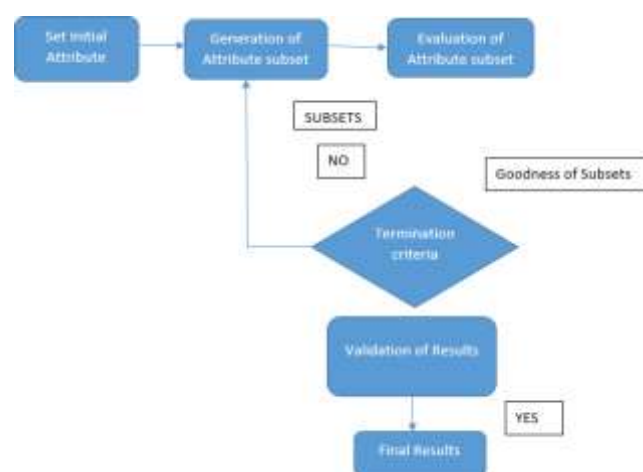 Set Initial
Attribute
Generation of
Attribute subset
Evaluation of
Attribute subset
SUBSETS
NO
Goodness of Subsets
Termination
criteria
Validation of Results
YES
Final Results